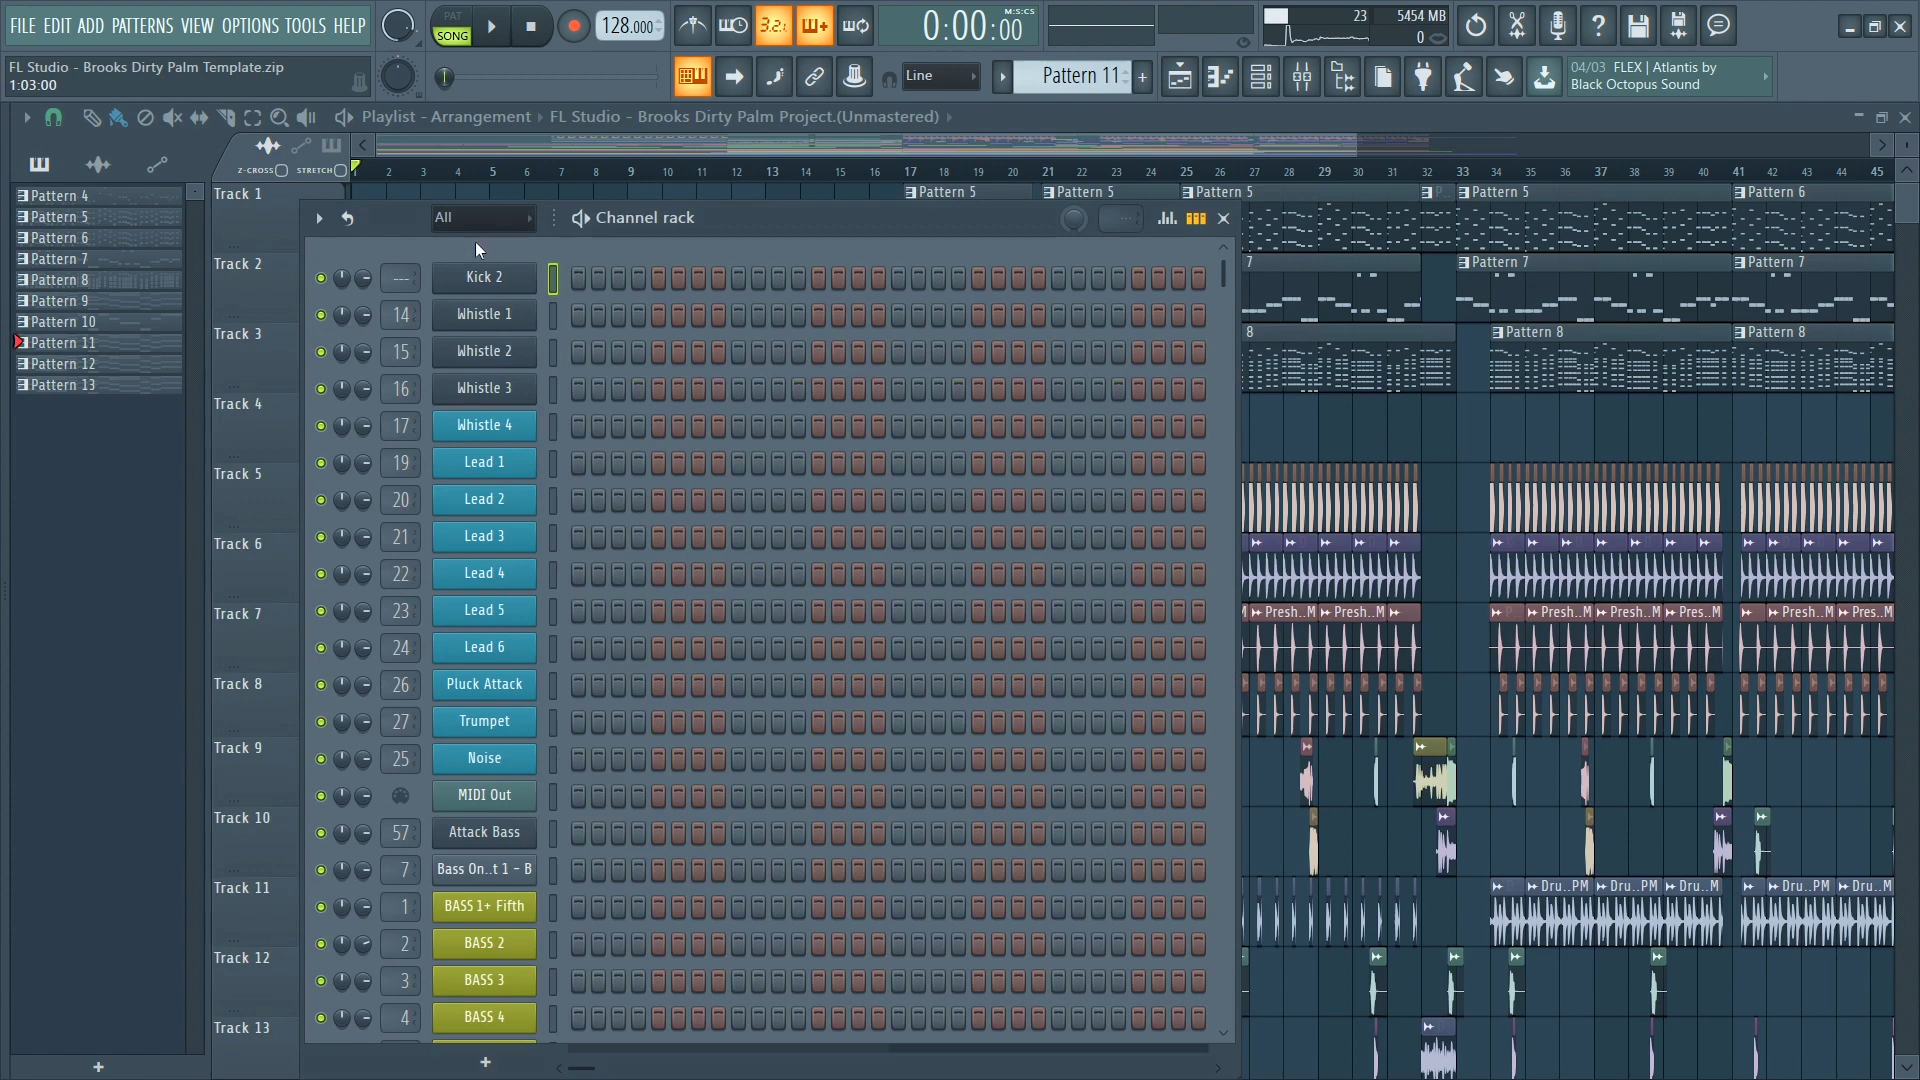 FILE EDIT ADD PATTERNS VIEW OPTIONS TOOLS HELP
PAT
SONG
128.000
3.2.
0:00:00
M:S:CS
23
5454 MB
0
FL Studio - Brooks Dirty Palm Template.zip
1:03:00
Line
Pattern 11
04/03 FLEX | Atlantis by
Black Octopus Sound
Playlist - Arrangement
FL Studio - Brooks Dirty Palm Project.(Unmastered)
Z-CROSS
STRETCH
2 3 4 5 6 7 8 9 10 11 12 13 14 15 16 17 18 19 20 21 22 23 24 25 26 27 28 29 30 31 32 33 34 35 36 37 38 39 40 41 42 43 44 45
Pattern 4
Pattern 5
Pattern 6
Pattern 7
Pattern 8
Pattern 9
Pattern 10
Pattern 11
Pattern 12
Pattern 13
Track 1
Track 2
Track 3
Track 4
Track 5
Track 6
Track 7
Track 8
Track 9
Track 10
Track 11
Track 12
Track 13
Pattern 5
Pattern 5
Pattern 5
P
Pattern 5
Pattern 6
All
Channel rack
--- Kick 2
14 Whistle 1
15 Whistle 2
16 Whistle 3
17 Whistle 4
19 Lead 1
20 Lead 2
21 Lead 3
22 Lead 4
23 Lead 5
24 Lead 6
26 Pluck Attack
27 Trumpet
25 Noise
MIDI Out
57 Attack Bass
7 Bass On..t 1 - B
1 BASS 1+ Fifth
2 BASS 2
3 BASS 3
4 BASS 4
7
Pattern 7
Pattern 7
8
Pattern 8
Pattern 8
M Presh..M Presh..M
P Presh..M Presh..M Pres..M
Presh..M Pres..M
Dru..PM Dru..PM Dru..M
Dru..PM Dru..M